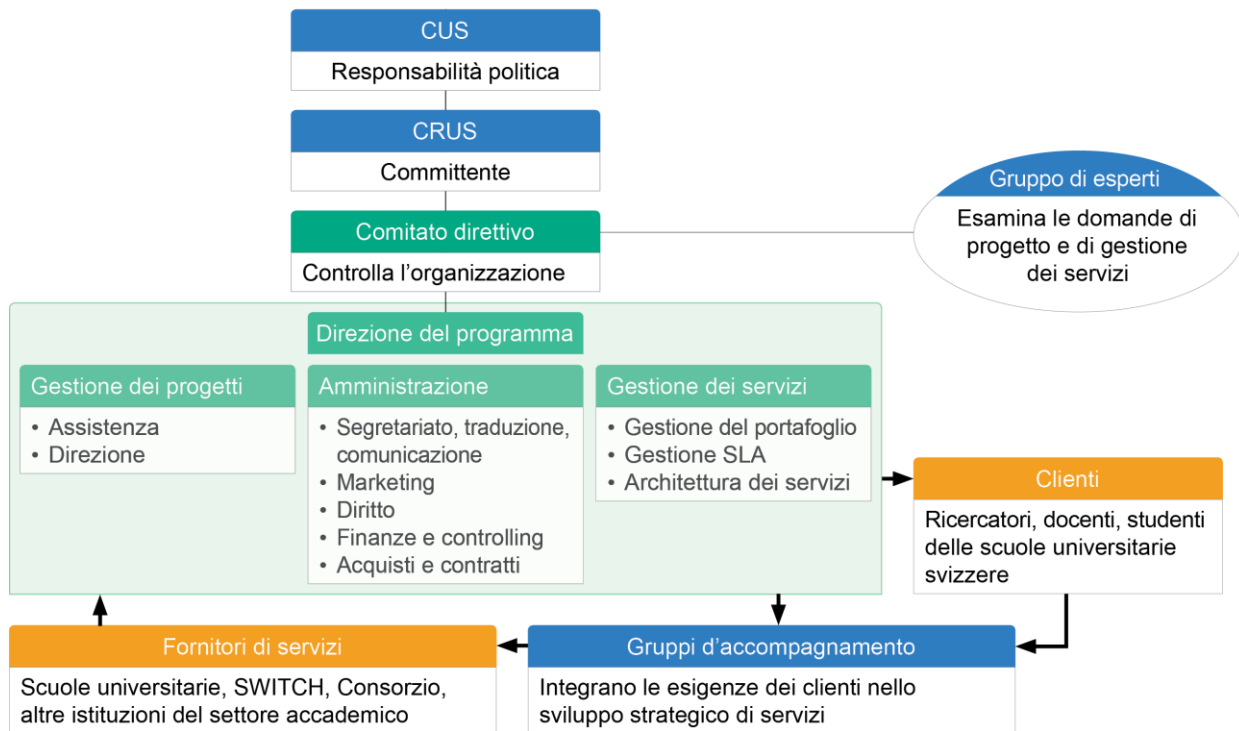 CUS
Responsabilità politica
CRUS
Committente
Comitato direttivo
Controlla l'organizzazione
Gruppo di esperti
Esamina le domande di
progetto e di gestione
dei servizi
Direzione del programma
Gestione dei progetti
• Assistenza
• Direzione
Amministrazione
• Segretariato, traduzione,
comunicazione
• Marketing
• Diritto
• Finanze e controlling
• Acquisti e contratti
Gestione dei servizi
• Gestione del portafoglio
• Gestione SLA
• Architettura dei servizi
Clienti
Ricercatori, docenti, studenti
delle scuole universitarie
svizzere
Fornitori di servizi
Scuole universitarie, SWITCH, Consorzio,
altre istituzioni del settore accademico
Gruppi d'accompagnamento
Integrano le esigenze dei clienti nello
sviluppo strategico di servizi